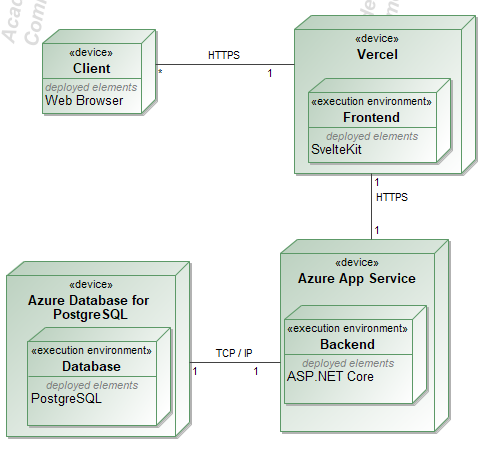 Acad
Com
«device»
Client
deployed elements
Web Browser
HTTPS
*
1
«device»
Vercel
«execution environment»
Frontend
deployed elements
SvelteKit
1
HTTPS
1
«device»
Azure Database for
PostgreSQL
«execution environment»
Database
deployed elements
PostgreSQL
TCP / IP
1
1
«device»
Azure App Service
«execution environment»
Backend
deployed elements
ASP.NET Core